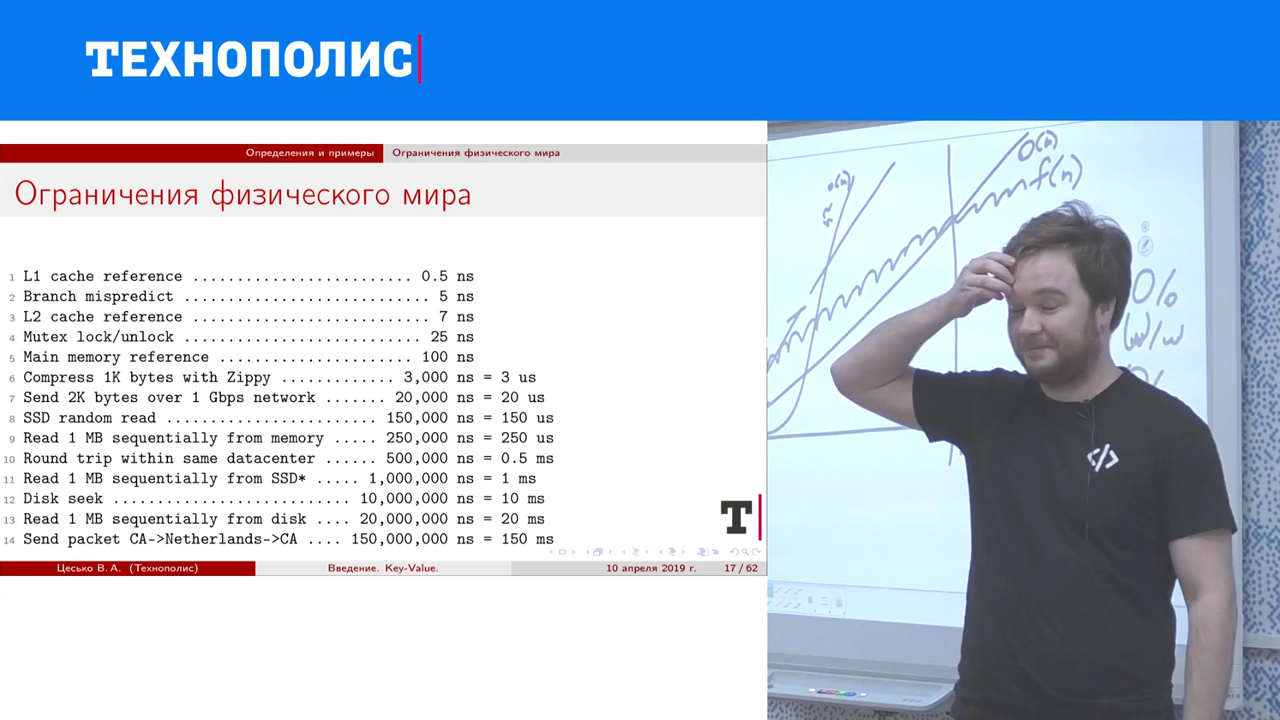 ТЕХНОПОЛИС
Определения и примеры Ограничения физического мира
Ограничения физического мира
1 L1 cache reference ......................... 0.5 ns
2 Branch mispredict ............................ 5 ns
3 L2 cache reference ........................... 7 ns
4 Mutex lock/unlock ........................... 25 ns
5 Main memory reference ...................... 100 ns
6 Compress 1K bytes with Zippy ............. 3,000 ns = 3 us
7 Send 2K bytes over 1 Gbps network ....... 20,000 ns = 20 us
8 SSD random read ........................ 150,000 ns = 150 us
9 Read 1 MB sequentially from memory ..... 250,000 ns = 250 us
10 Round trip within same datacenter ...... 500,000 ns = 0.5 ms
11 Read 1 MB sequentially from SSD* ..... 1,000,000 ns = 1 ms
12 Disk seek ........................... 10,000,000 ns = 10 ms
13 Read 1 MB sequentially from disk .... 20,000,000 ns = 20 ms
14 Send packet CA->Netherlands->CA .... 150,000,000 ns = 150 ms
T
Цесько В. А. (Технополис) Введение. Key-Value. 10 апреля 2019 г. 17 / 62
O(n)
f(n)
o(n)
</>